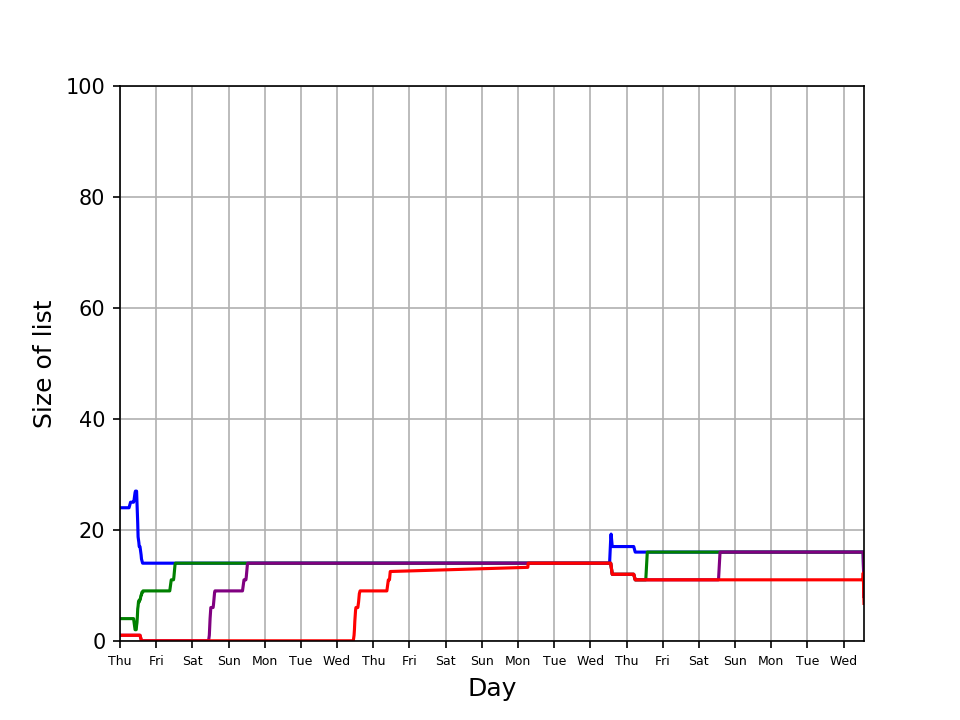 100
80
60
40
20
0
Size of list
Thu Fri Sat Sun Mon Tue Wed Thu Fri Sat Sun Mon Tue Wed Thu Fri Sat Sun Mon Tue Wed
Day